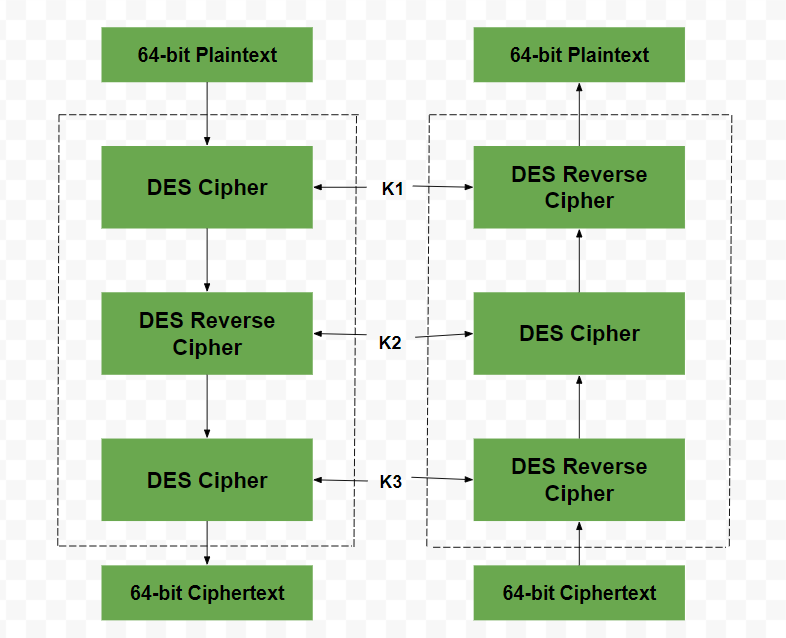 64-bit Plaintext
64-bit Plaintext
DES Cipher
K1
DES Reverse
Cipher
DES Reverse
Cipher
K2
DES Cipher
DES Cipher
K3
DES Reverse
Cipher
64-bit Ciphertext
64-bit Ciphertext